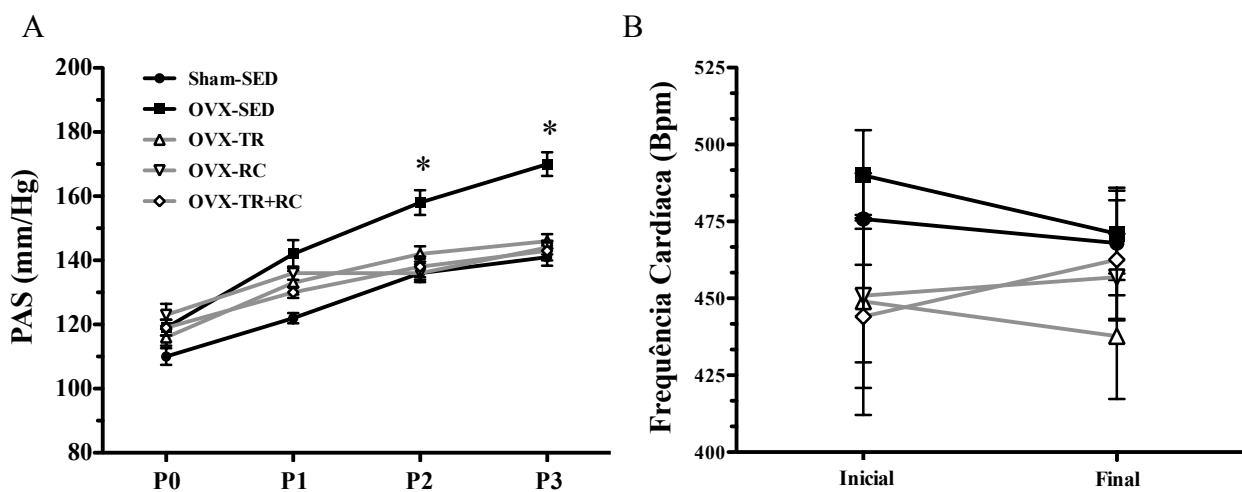 A
PAS (mm/Hg)
200
180
160
140
120
100
80
Sham-SED
OVX-SED
OVX-TR
OVX-RC
OVX-TR+RC
*
*
P0 P1 P2 P3
B
Frequência Cardíaca (Bpm)
525
500
475
450
425
400
Inicial Final